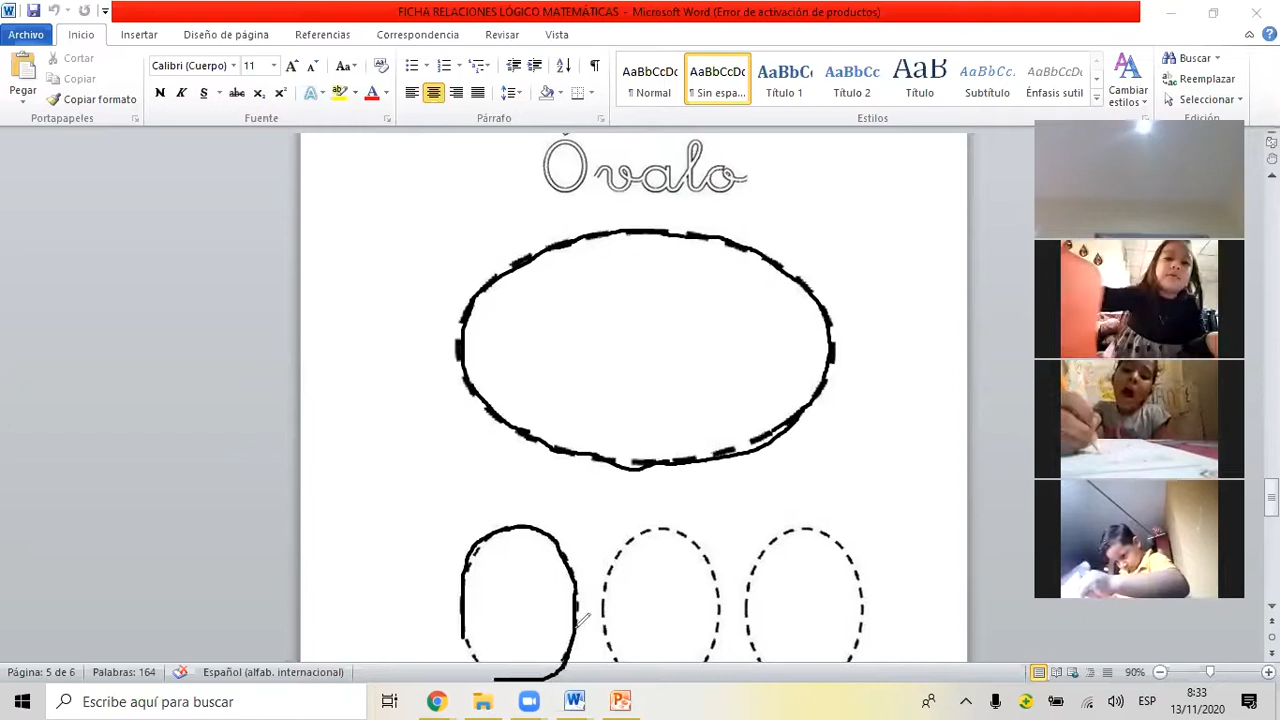 FICHA RELACIONES LÓGICO MATEMÁTICAS - Microsoft Word (Error de activación de productos)
Archivo Inicio Insertar Diseño de página Referencias Correspondencia Revisar Vista
Pegar
Cortar
Copiar
Copiar formato
Portapapeles
Calibri (Cuerpo) 11
N K S abc x₂ x²
Fuente
Párrafo
AaBbCcDc
¶ Normal
AaBbCcDc
¶ Sin espa...
AaBbC
Título 1
AaBbCc
Título 2
AaB
Título
AaBbCc
Subtítulo
AaBbCcDc
Énfasis sutil
Cambiar
estilos
Estilos
Buscar
Reemplazar
Seleccionar
Edición
Óvalo
Página: 5 de 6 Palabras: 164 Español (alfab. internacional) 90%
Escribe aquí para buscar
ESP
8:33
13/11/2020